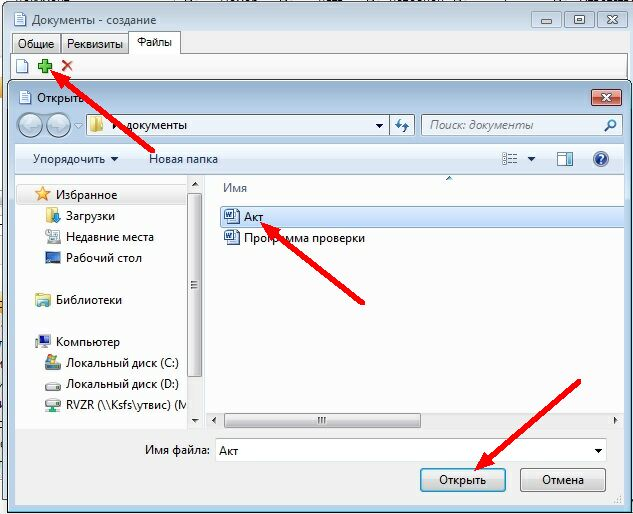 Документы - создание
Общие Реквизиты Файлы
Открыть
документы
Поиск: документы
Упорядочить Новая папка
Избранное
Загрузки
Недавние места
Рабочий стол
Библиотеки
Компьютер
Локальный диск (C:)
Локальный диск (D:)
RVZR (\\Ksfs\утвис) (M
Имя
Акт
Программа проверки
Имя файла: Акт
Открыть Отмена